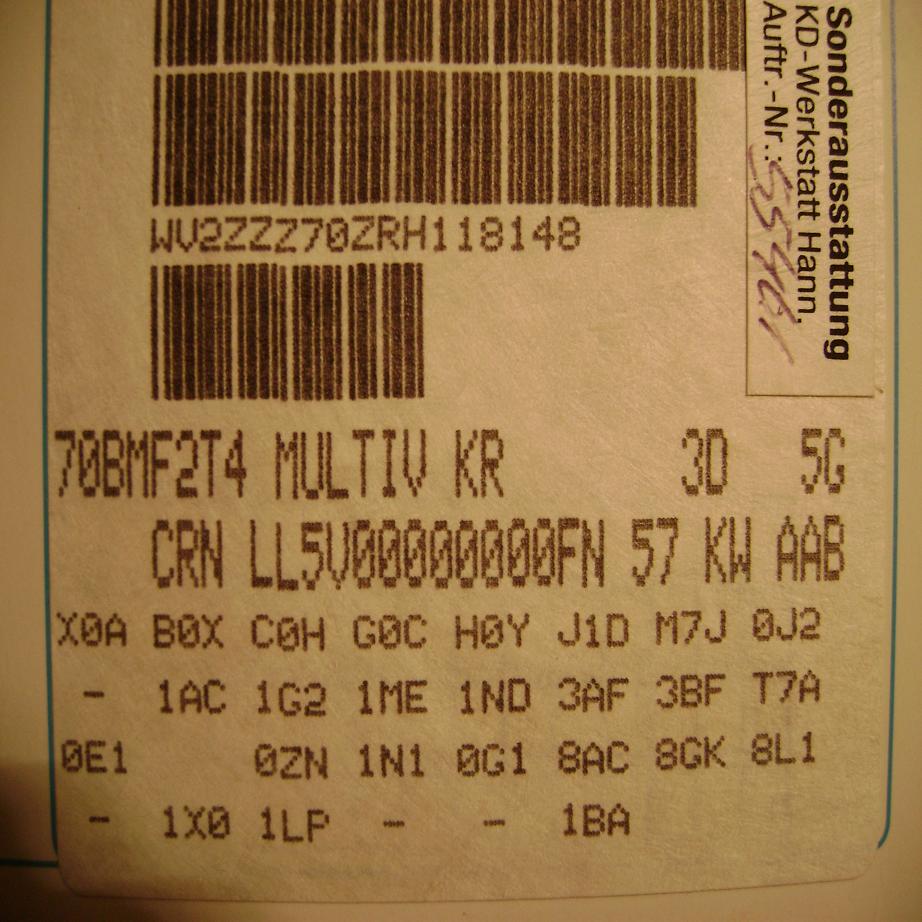 Sonderausstattung
KD-Werkstatt Hann.
Auftr.-Nr.:
WV2ZZZ70ZRH118148
70BMF2T4 MULTIV KR 3D 5G
CRN LL5V00000000FN 57 KW AAB
X0A B0X C0H G0C H0Y J1D M7J 0J2
- 1AC 1G2 1ME 1ND 3AF 3BF T7A
0E1 0ZN 1N1 0G1 8AC 8GK 8L1
- 1X0 1LP - - 1BA